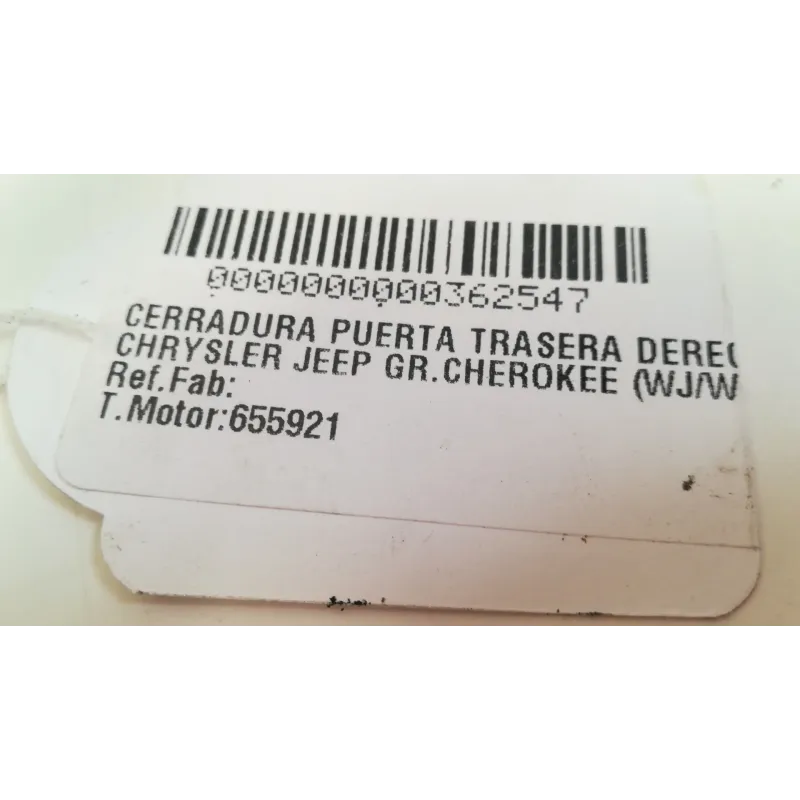 0000000000362547
CERRADURA PUERTA TRASERA DEREC
CHRYSLER JEEP GR.CHEROKEE (WJ/W
Ref.Fab:
T.Motor:655921